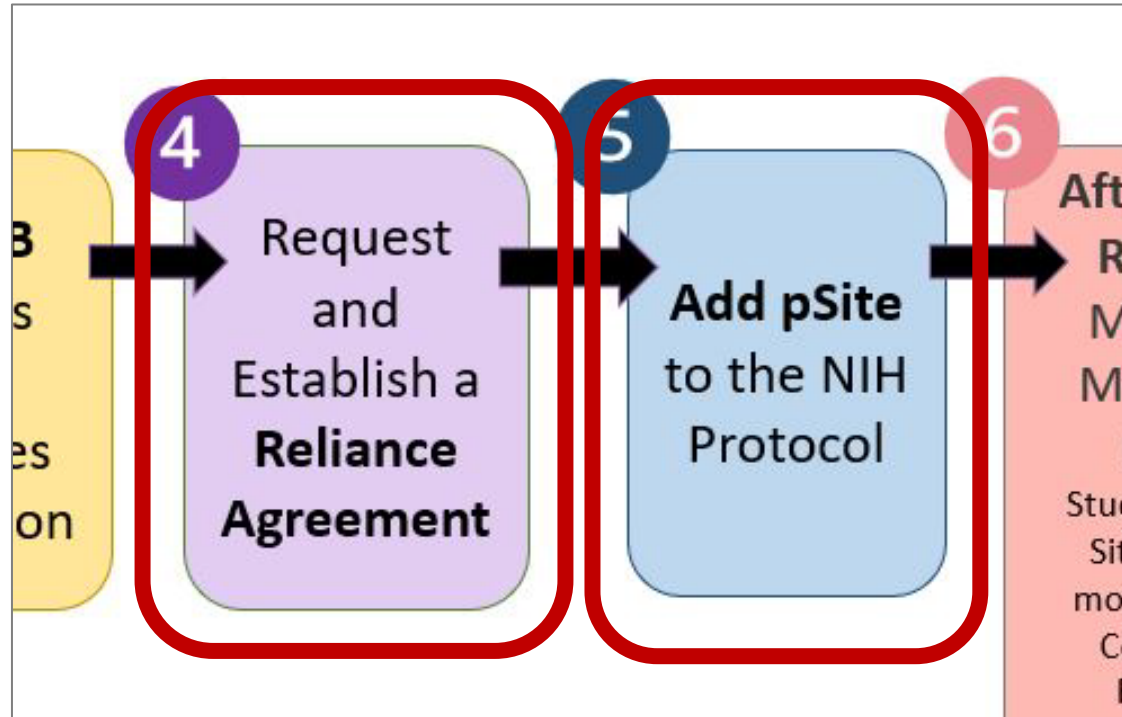 B
s
es
on
4
Request
and
Establish a
Reliance
Agreement
5
Add pSite
to the NIH
Protocol
6
Aft
R
M
M
Stud
Sit
mo